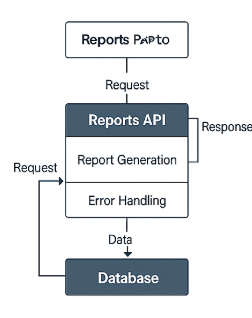 Reports
Request
Reports API
Response
Report Generation
Request
Error Handling
Data
Database